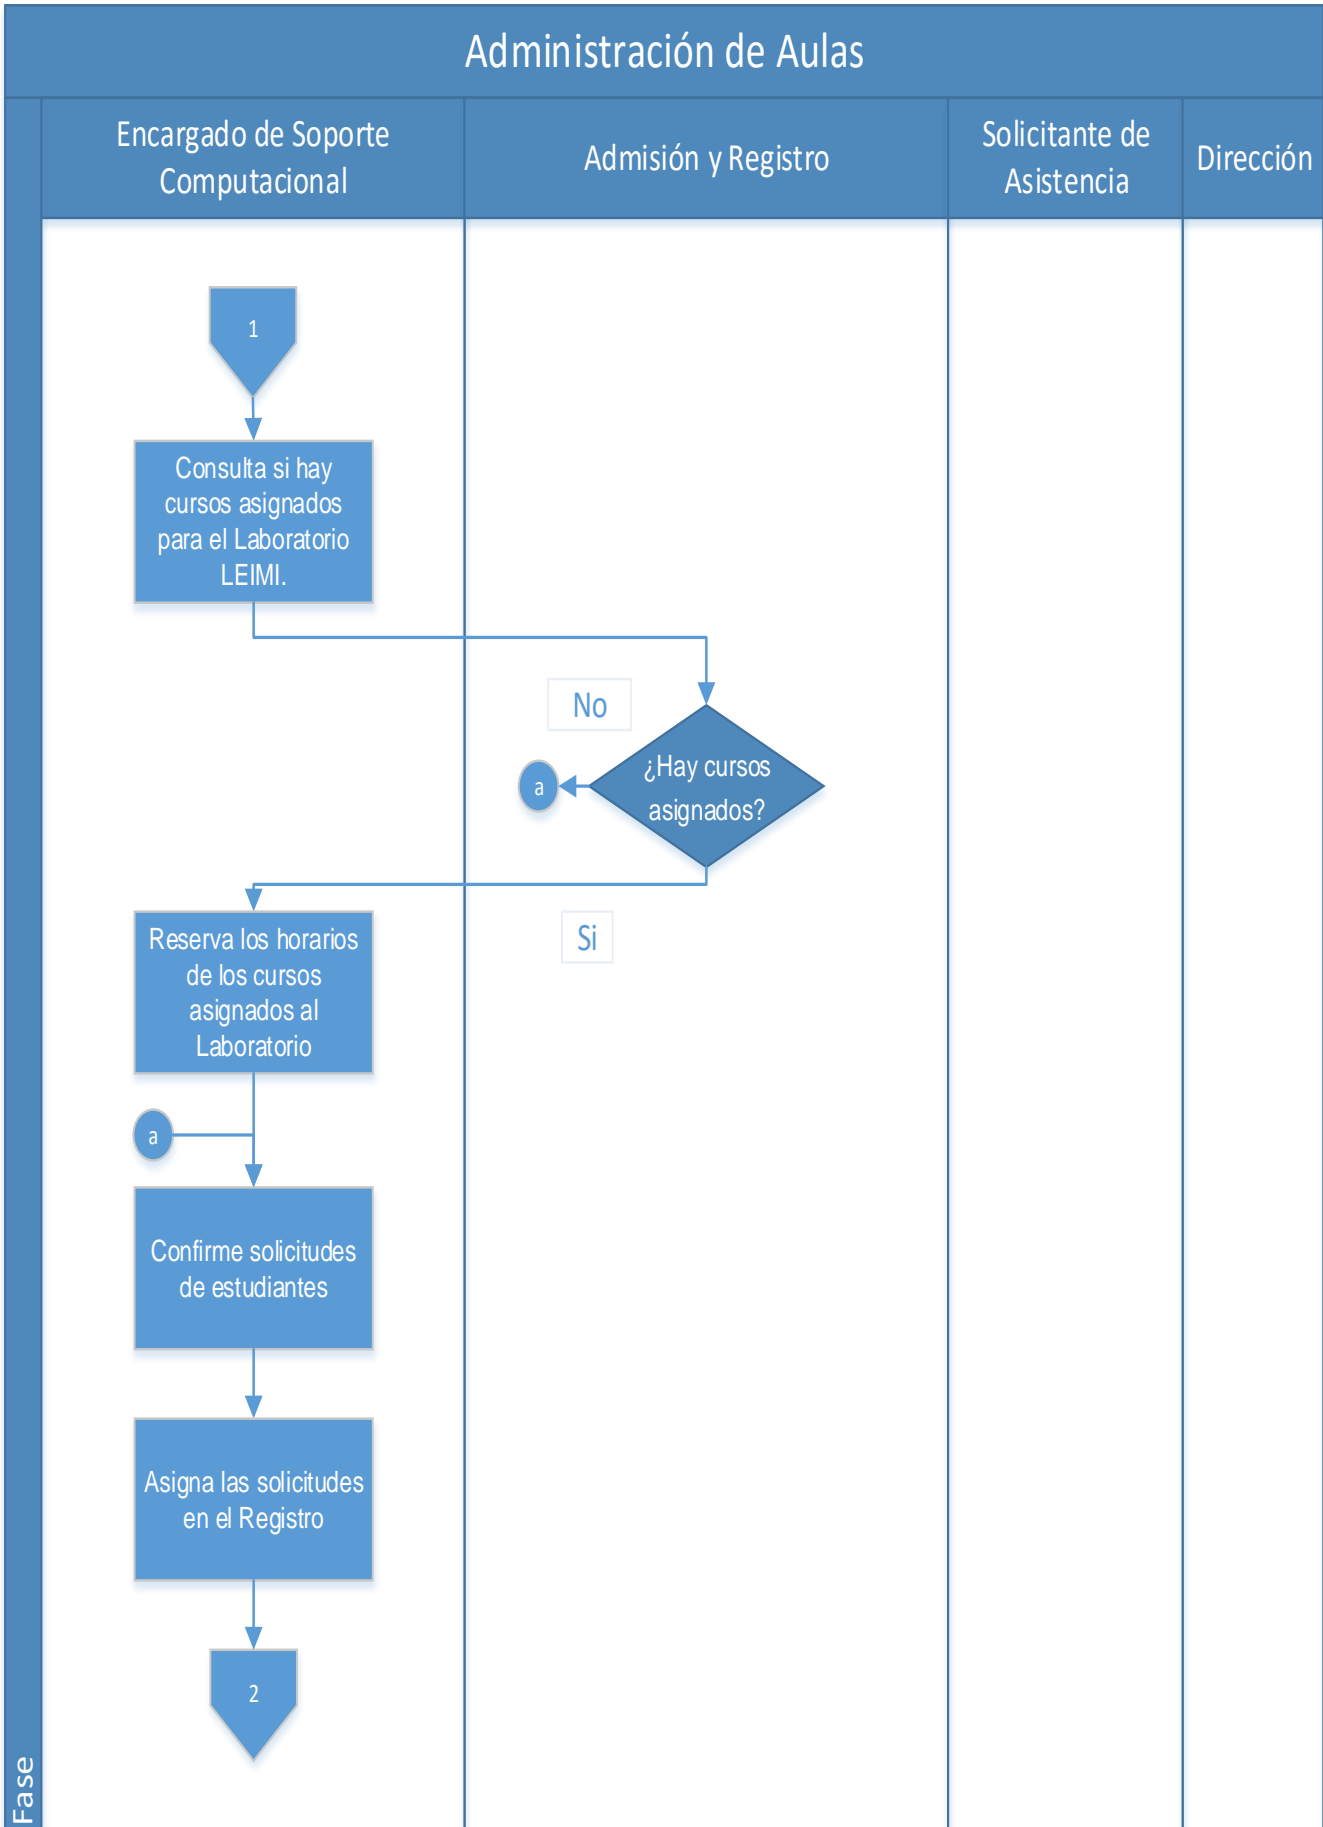 Administración de Aulas
Encargado de Soporte
Computacional
Admisión y Registro
Solicitante de
Asistencia
Dirección
1
Consulta si hay
cursos asignados
para el Laboratorio
LEIMI.
No
¿Hay cursos
asignados?
a
Si
Reserva los horarios
de los cursos
asignados al
Laboratorio
a
Confirme solicitudes
de estudiantes
Asigna las solicitudes
en el Registro
2
Fase